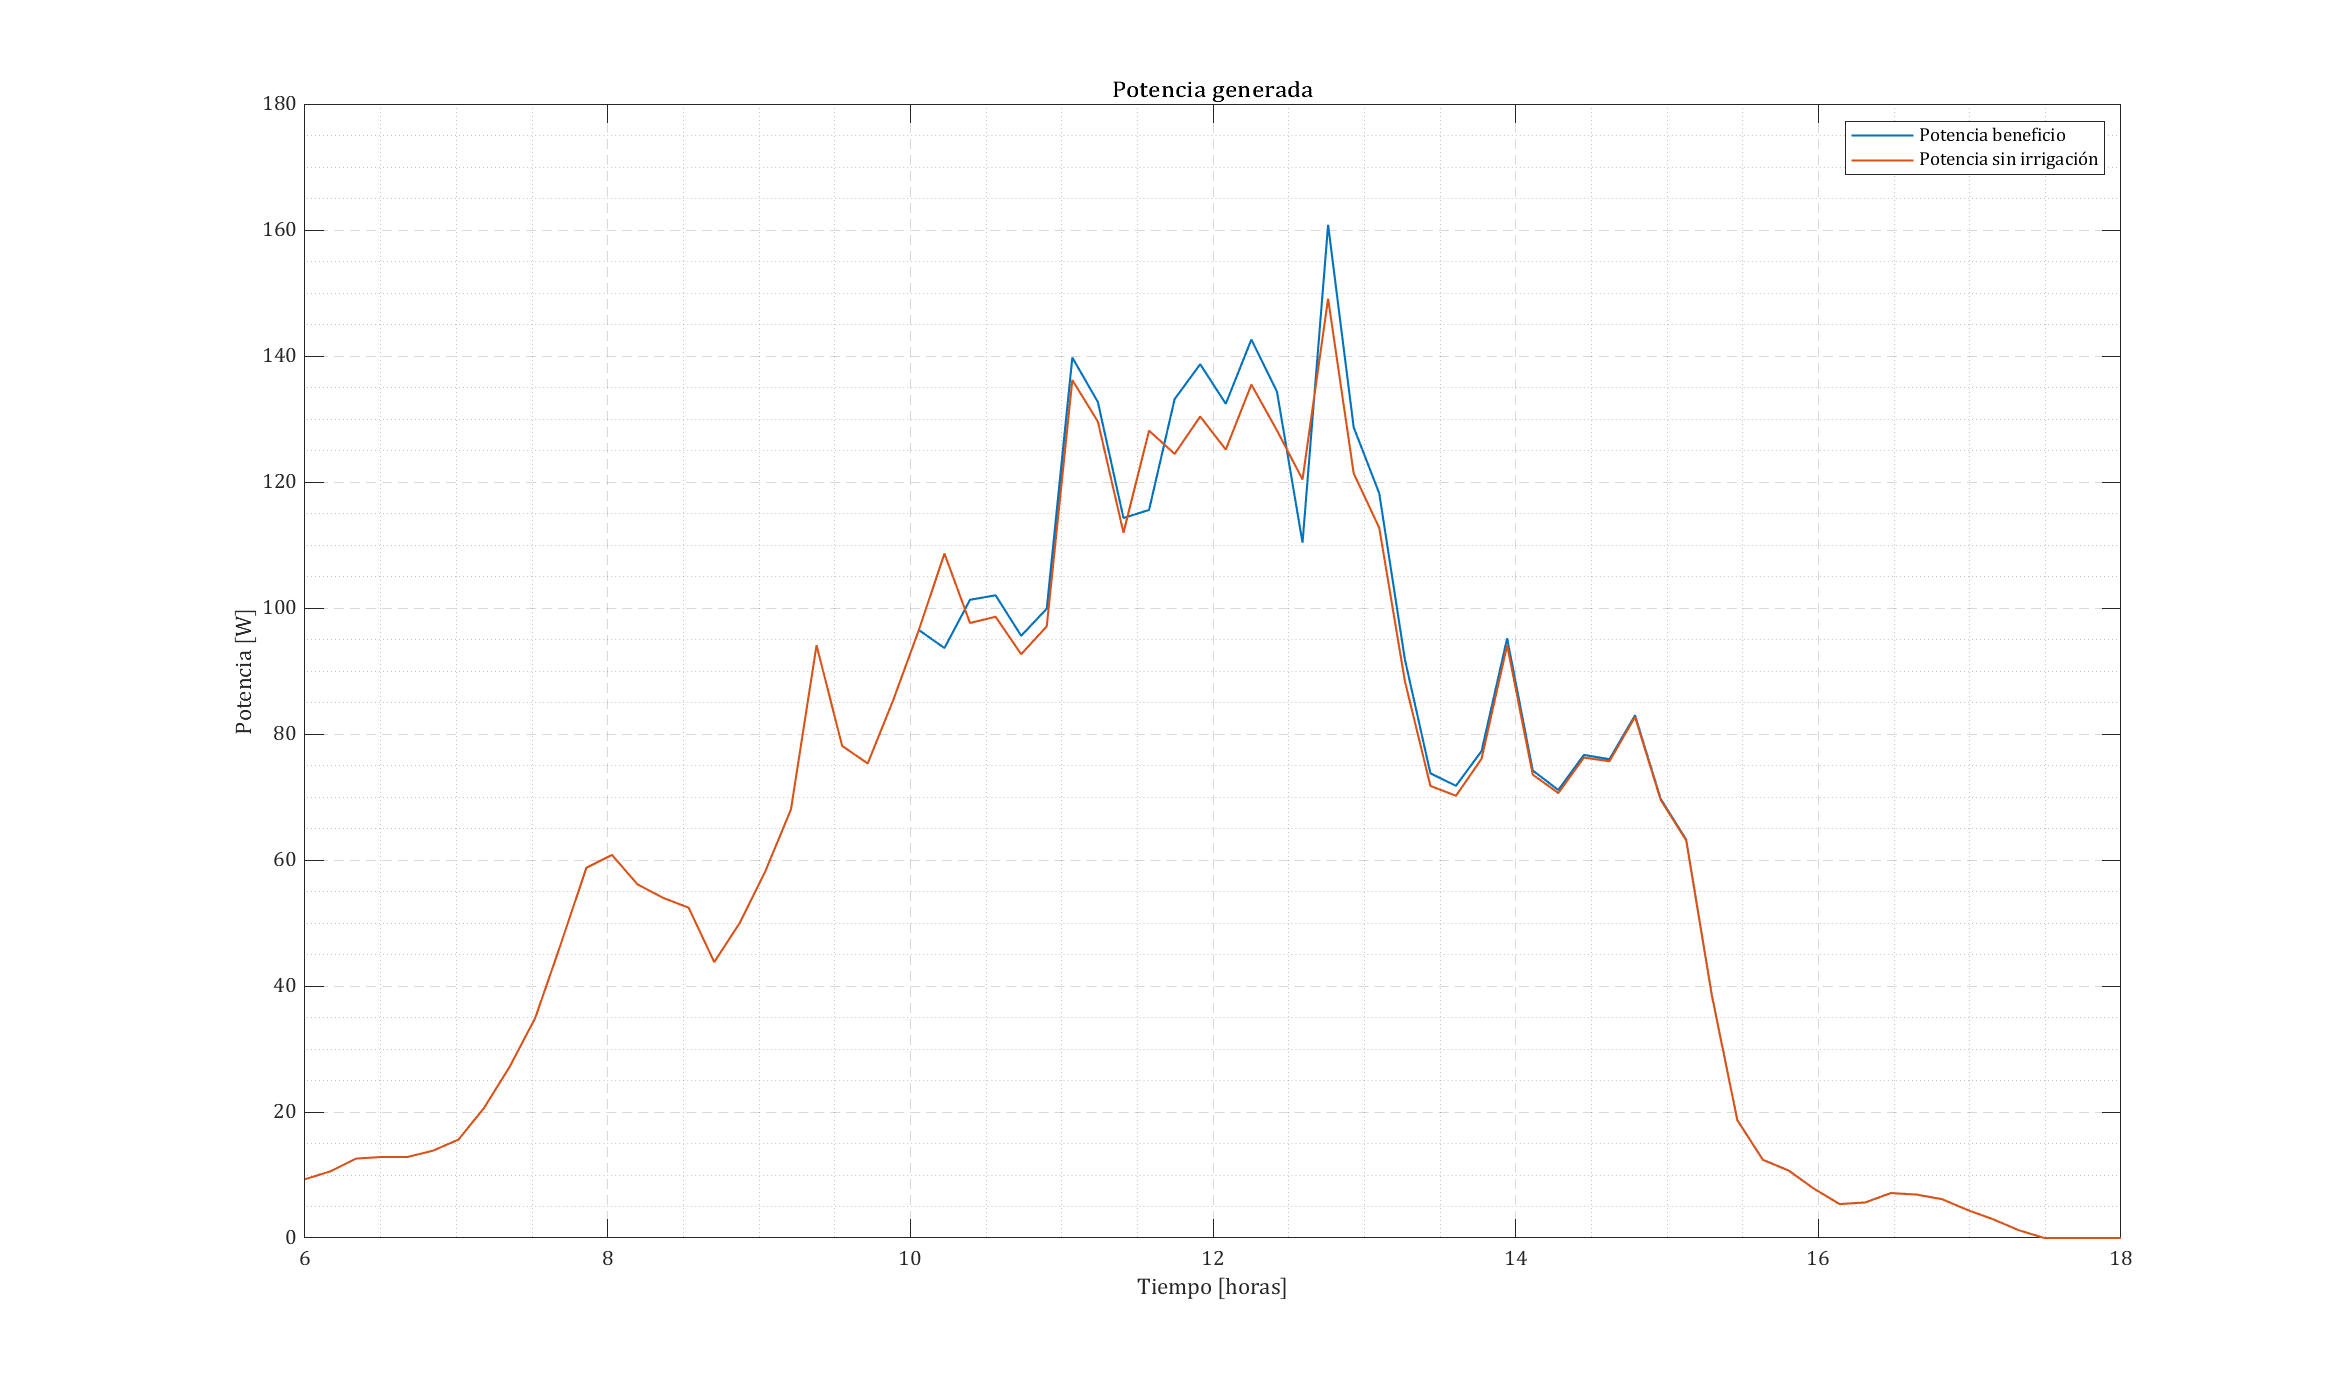 Potencia generada
Potencia beneficio
Potencia sin irrigación
180
160
140
120
100
80
60
40
20
0
Potencia [W]
6 8 10 12 14 16 18
Tiempo [horas]